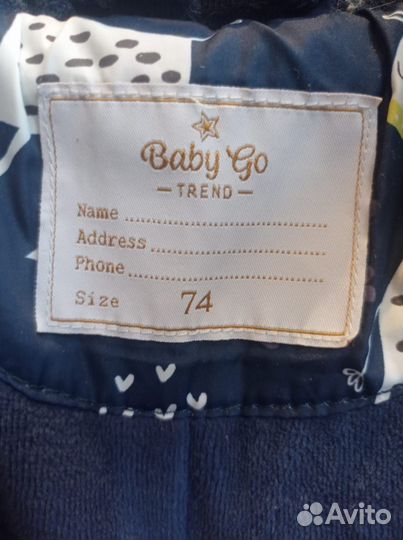 Baby Go
— TREND —
Name ..............................
Address ..........................
Phone ............................
Size 74
Avito